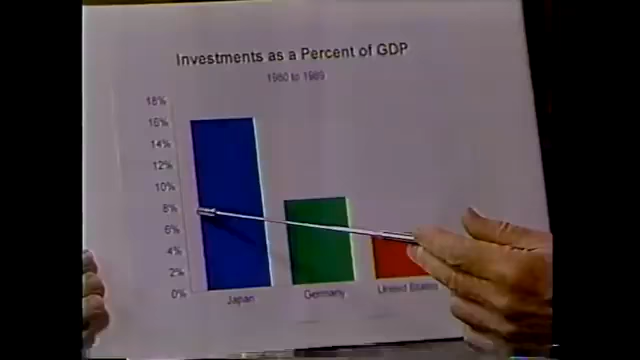 Investments as a Percent of GDP
1980 to 1989
18%
16%
14%
12%
10%
8%
6%
4%
2%
0%
Japan
Germany
United States